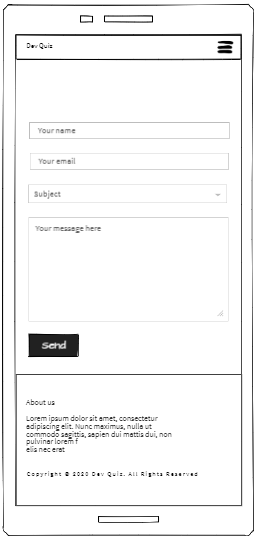 Dev Quiz
Your name
Your email
Subject
Your message here
Send
About us
Lorem ipsum dolor sit amet, consectetur
adipiscing elit. Nunc maximus, nulla ut
commodo sagittis, sapien dui mattis dui, non
pulvinar lorem f
elis nec erat
Copyright © 2020 Dev Quiz. All Rights Reserved